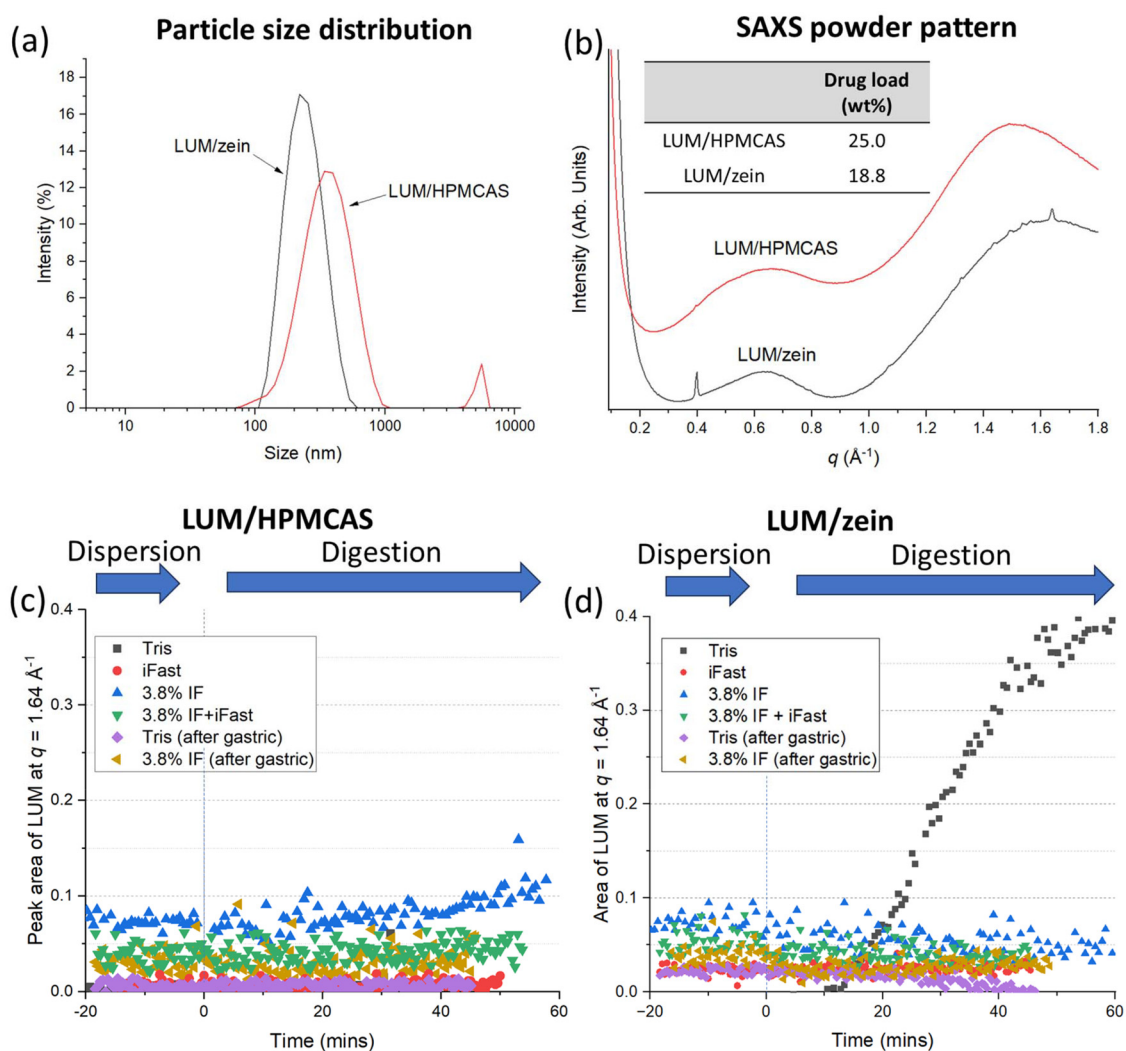 (a)
Particle size distribution
18
16
14
12
10
8
6
4
2
0
Intensity (%)
LUM/zein
LUM/HPMCAS
10
100
1000
10000
Size (nm)
(b)
SAXS powder pattern
Drug load
(wt%)
LUM/HPMCAS 25.0
LUM/zein 18.8
Intensity (Arb. Units)
LUM/HPMCAS
LUM/zein
0.2 0.4 0.6 0.8 1.0 1.2 1.4 1.6 1.8
q (Å-1)
LUM/HPMCAS
Dispersion
Digestion
(c)
0.4
0.3
0.2
0.1
0.0
Peak area of LUM at q = 1.64 Å-1
Tris
iFast
3.8% IF
3.8% IF+iFast
Tris (after gastric)
3.8% IF (after gastric)
-20 0 20 40 60
Time (mins)
LUM/zein
Dispersion
Digestion
(d)
0.4
0.3
0.2
0.1
0.0
Area of LUM at q = 1.64 Å-1
Tris
iFast
3.8% IF
3.8% IF + iFast
Tris (after gastric)
3.8% IF (after gastric)
−20 0 20 40 60
Time (mins)